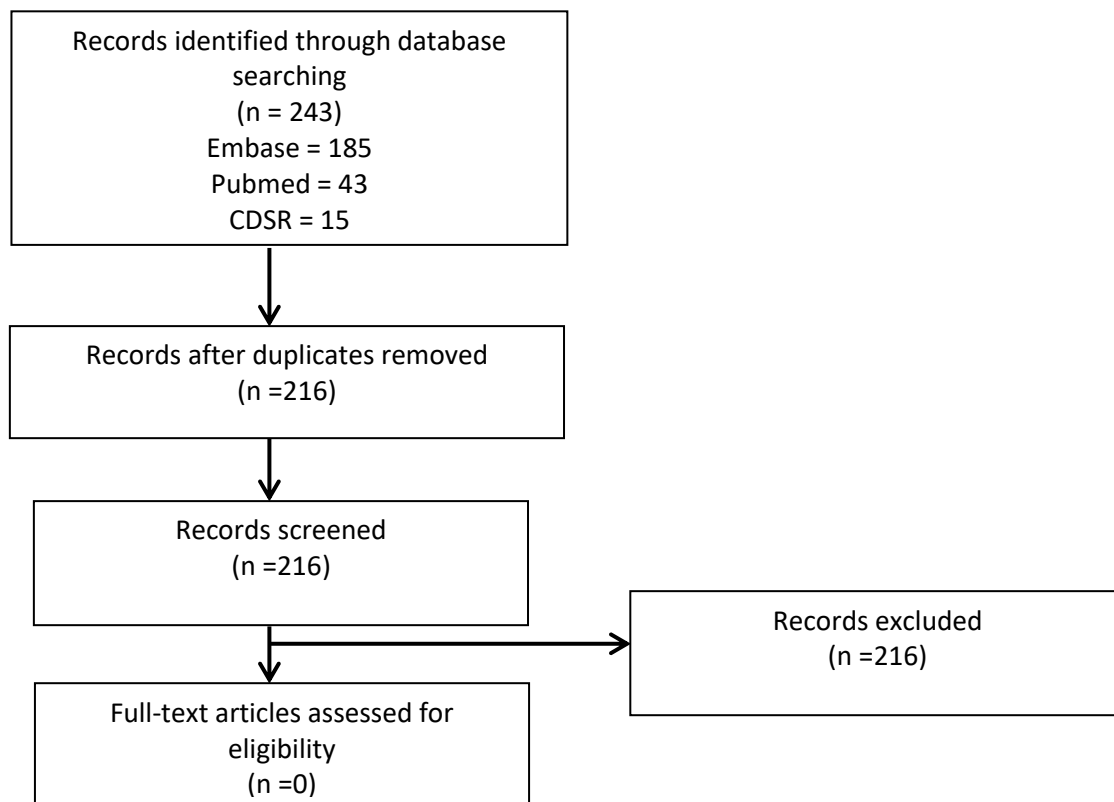 Records identified through database
searching
(n = 243)
Embase = 185
Pubmed = 43
CDSR = 15
Records after duplicates removed
(n =216)
Records screened
(n =216)
Records excluded
(n =216)
Full-text articles assessed for
eligibility
(n =0)